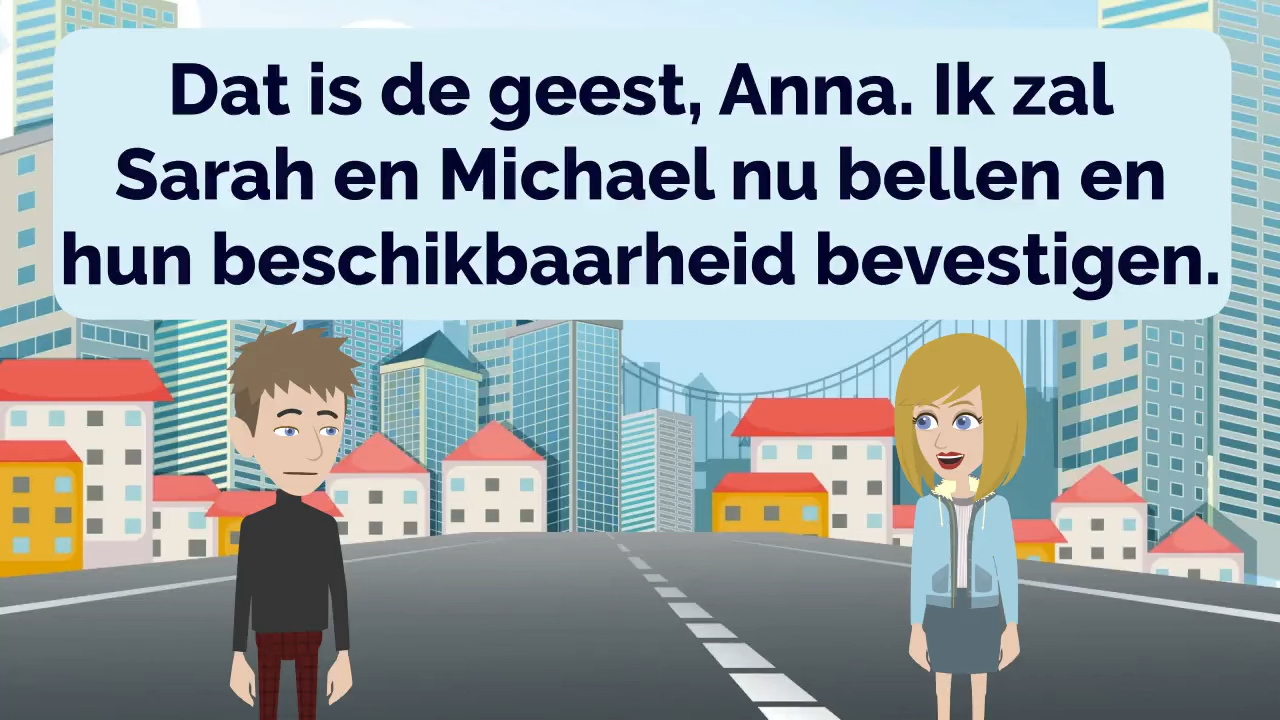 Dat is de geest, Anna. Ik zal
Sarah en Michael nu bellen en
hun beschikbaarheid bevestigen.